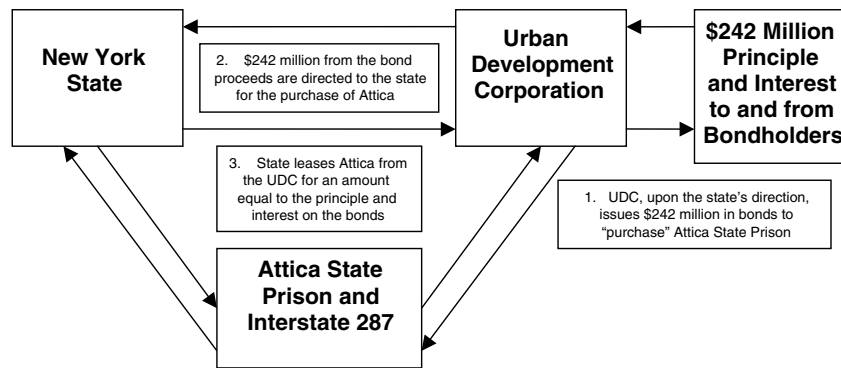 New York
State
2. $242 million from the bond
proceeds are directed to the state
for the purchase of Attica
Urban
Development
Corporation
$242 Million
Principle
and Interest
to and from
Bondholders
3. State leases Attica from
the UDC for an amount
equal to the principle and
interest on the bonds
1. UDC, upon the state's direction,
issues $242 million in bonds to
“purchase” Attica State Prison
Attica State
Prison and
Interstate 287